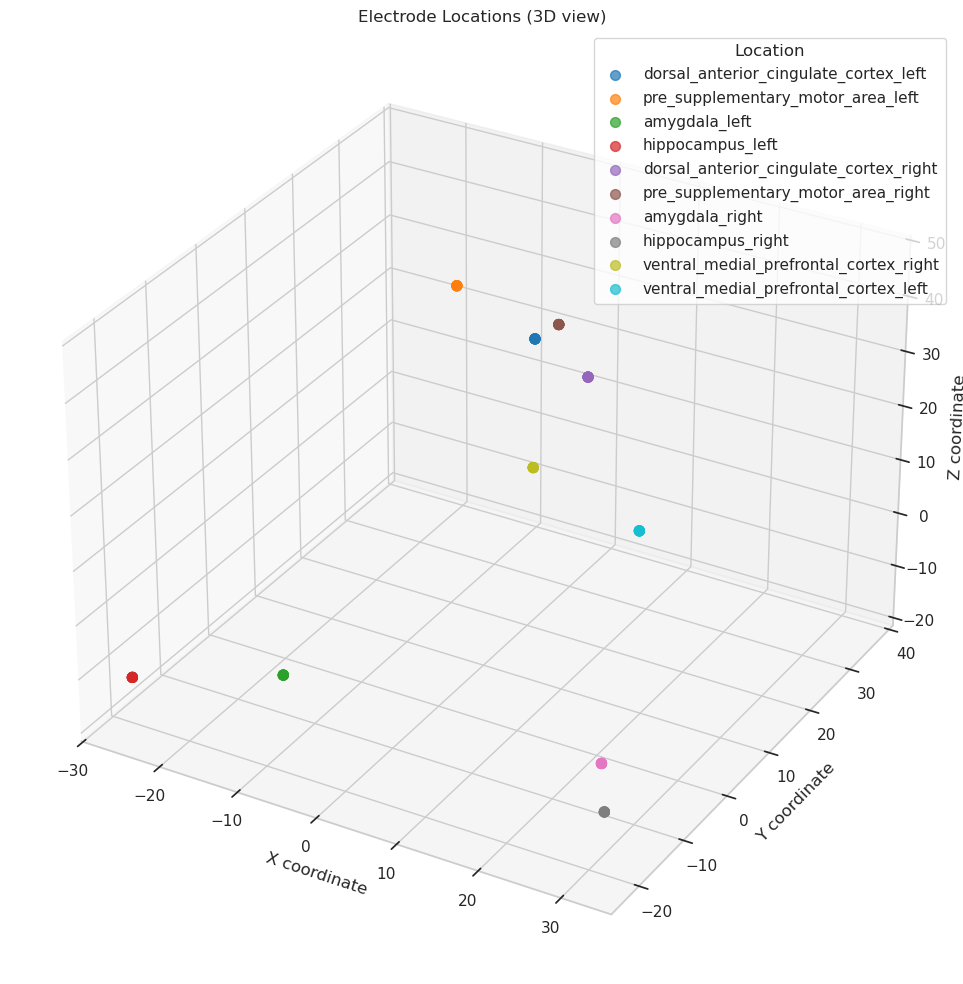 Electrode Locations (3D view)
Location
dorsal_anterior_cingulate_cortex_left
pre_supplementary_motor_area_left
amygdala_left
hippocampus_left
dorsal_anterior_cingulate_cortex_right
pre_supplementary_motor_area_right
amygdala_right
hippocampus_right
ventral_medial_prefrontal_cortex_right
ventral_medial_prefrontal_cortex_left
50
40
30
20
10
0
−10
−20
Z coordinate
40
30
20
10
0
−10
−20
Y coordinate
−30
−20
−10
0
10
20
30
X coordinate